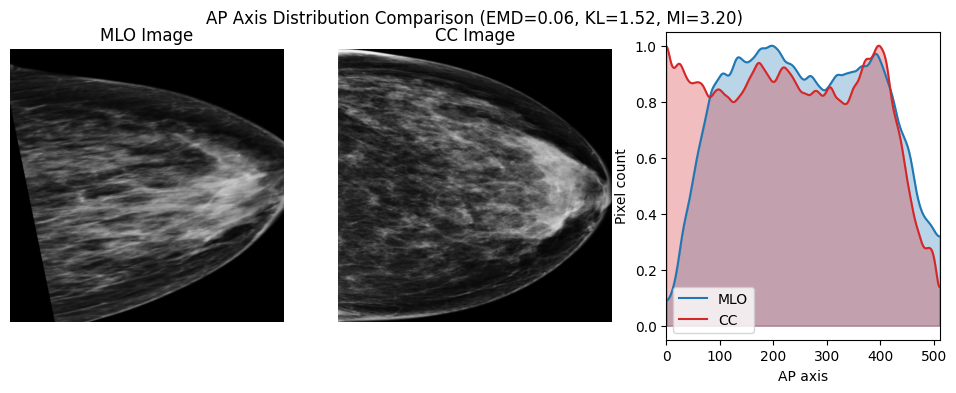 AP Axis Distribution Comparison (EMD=0.06, KL=1.52, MI=3.20)
MLO Image
CC Image
1.0
0.8
0.6
0.4
0.2
0.0
Pixel count
MLO
CC
0
100
200
300
400
500
AP axis